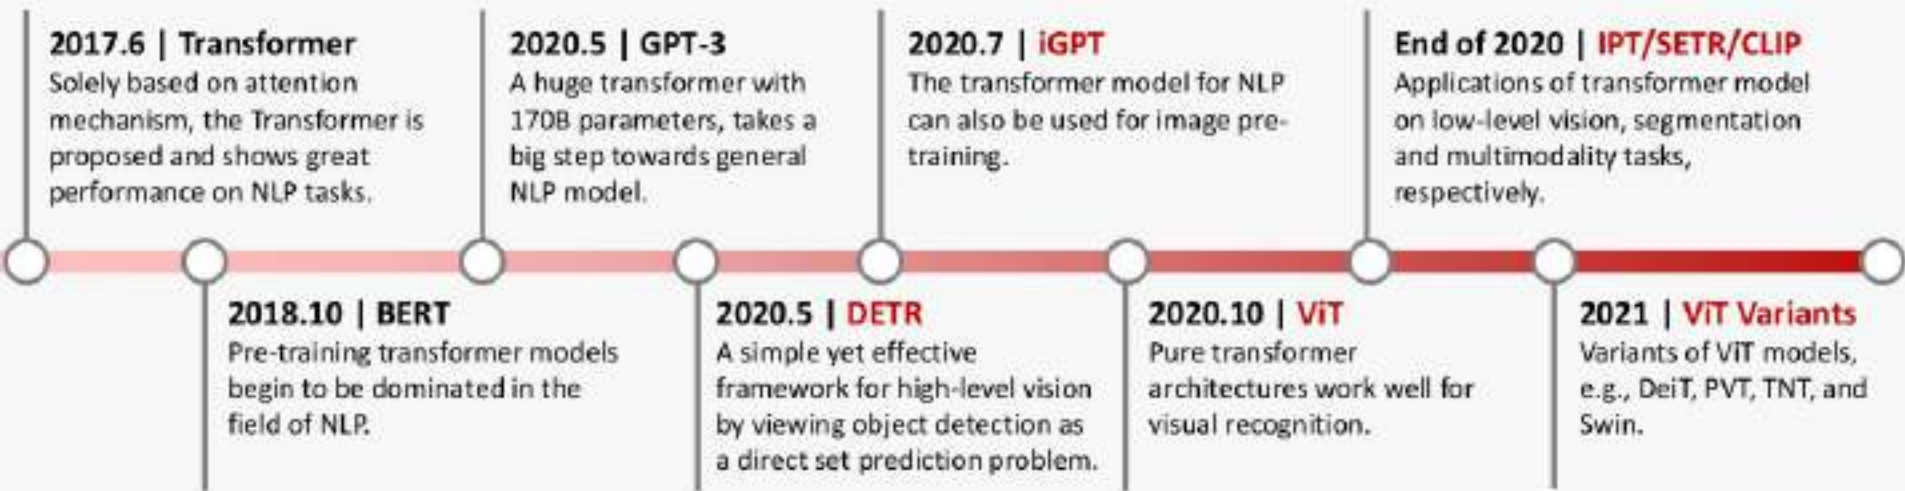 2017.6 | Transformer
Solely based on attention
mechanism, the Transformer is
proposed and shows great
performance on NLP tasks.
2018.10 | BERT
Pre-training transformer models
begin to be dominated in the
field of NLP.
2020.5 | GPT-3
A huge transformer with
170B parameters, takes a
big step towards general
NLP model.
2020.5 | DETR
A simple yet effective
framework for high-level vision
by viewing object detection as
a direct set prediction problem.
2020.7 | iGPT
The transformer model for NLP
can also be used for image pre-
training.
2020.10 | ViT
Pure transformer
architectures work well for
visual recognition.
End of 2020 | IPT/SETR/CLIP
Applications of transformer model
on low-level vision, segmentation
and multimodality tasks,
respectively.
2021 | ViT Variants
Variants of ViT models,
e.g., DeiT, PVT, TNT, and
Swin.